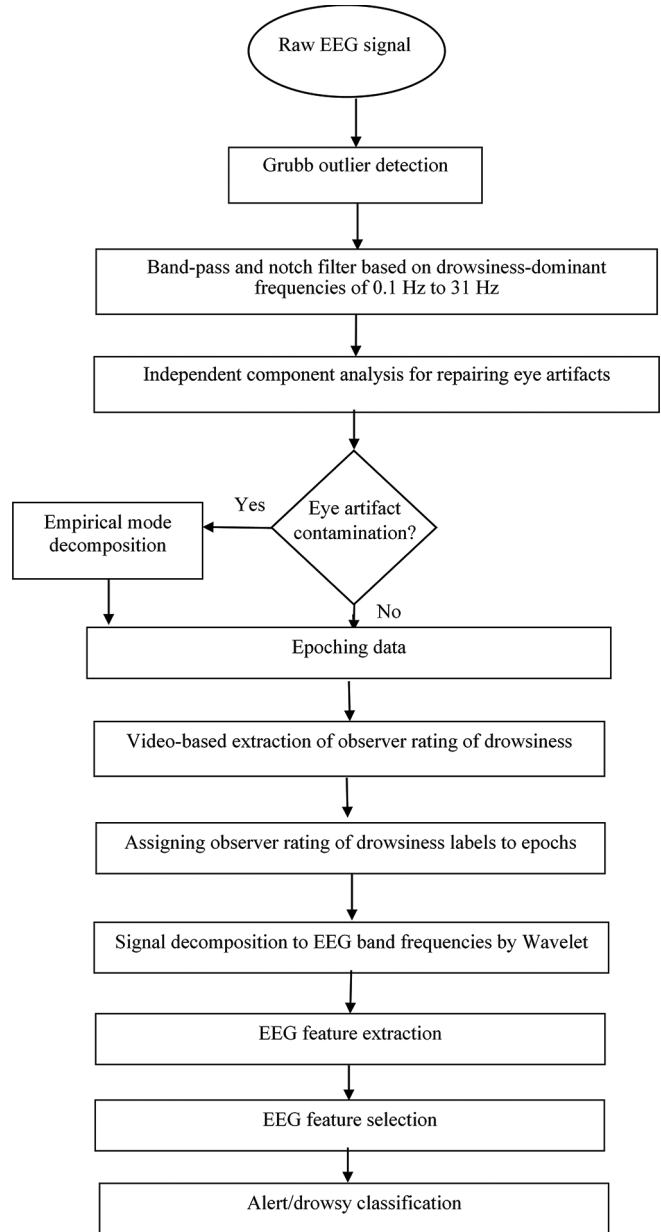 Raw EEG signal
Grubb outlier detection
Band-pass and notch filter based on drowsiness-dominant
frequencies of 0.1 Hz to 31 Hz
Independent component analysis for repairing eye artifacts
Eye artifact
contamination?
Yes
Empirical mode
decomposition
No
Epoching data
Video-based extraction of observer rating of drowsiness
Assigning observer rating of drowsiness labels to epochs
Signal decomposition to EEG band frequencies by Wavelet
EEG feature extraction
EEG feature selection
Alert/drowsy classification